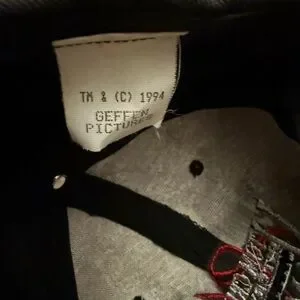 TM & (C) 1994
GEFFEN
PICTURES